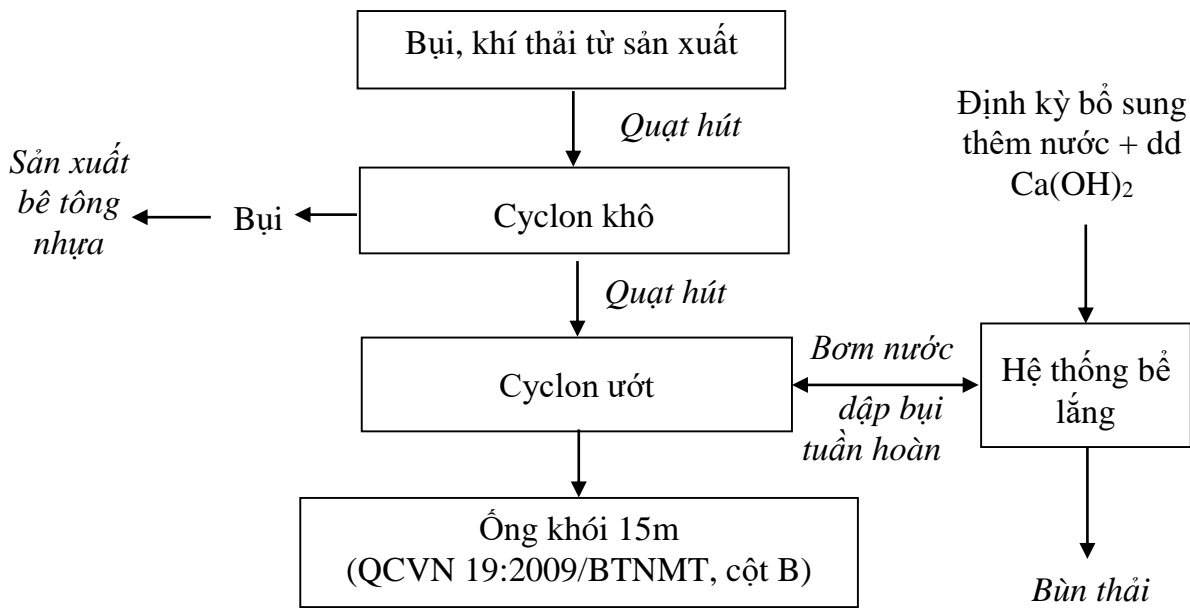 Bụi, khí thải từ sản xuất
Quạt hút
Định kỳ bổ sung
thêm nước + dd
Ca(OH)₂
Sản xuất
bê tông
nhựa
Bụi
Cyclon khô
Quạt hút
Cyclon ướt
Bơm nước
dập bụi
tuần hoàn
Hệ thống bể
lắng
Ống khói 15m
(QCVN 19:2009/BTNMT, cột B)
Bùn thải